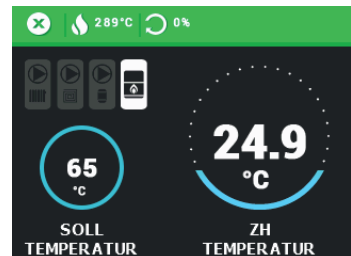 289°C 0%
65
°C
24.9
°C
SOLL
TEMPERATUR
ZH
TEMPERATUR